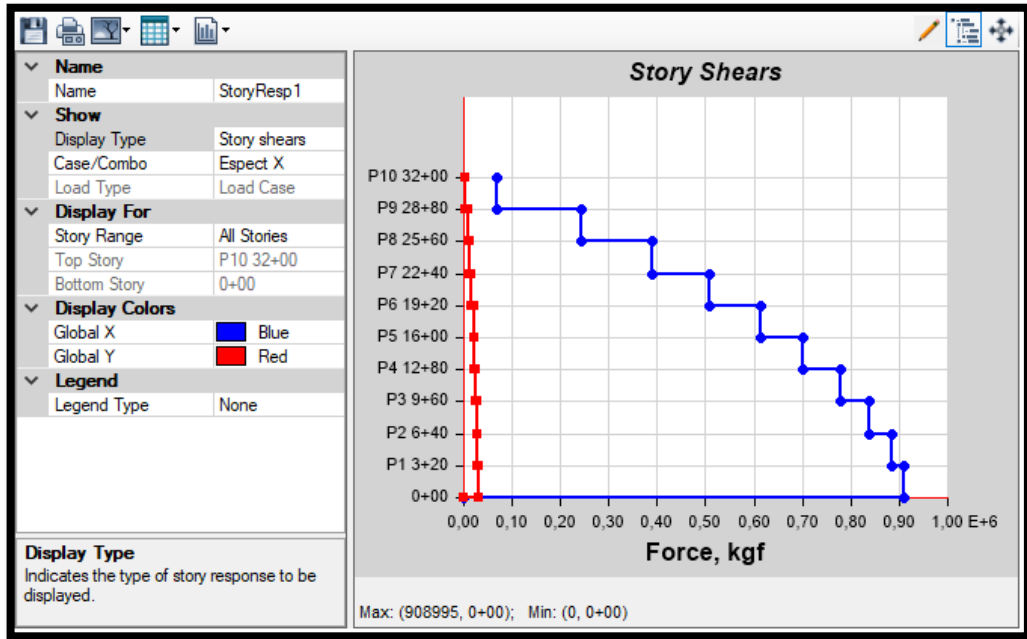 Name
Name StoryResp1
Show
Display Type Story shears
Case/Combo Espect X
Load Type Load Case
Display For
Story Range All Stories
Top Story P10 32+00
Bottom Story 0+00
Display Colors
Global X Blue
Global Y Red
Legend
Legend Type None
Display Type
Indicates the type of story response to be
displayed.
Story Shears
P10 32+00
P9 28+80
P8 25+60
P7 22+40
P6 19+20
P5 16+00
P4 12+80
P3 9+60
P2 6+40
P1 3+20
0+00
0,00 0,10 0,20 0,30 0,40 0,50 0,60 0,70 0,80 0,90 1,00 E+6
Force, kgf
Max: (908995, 0+00); Min: (0, 0+00)